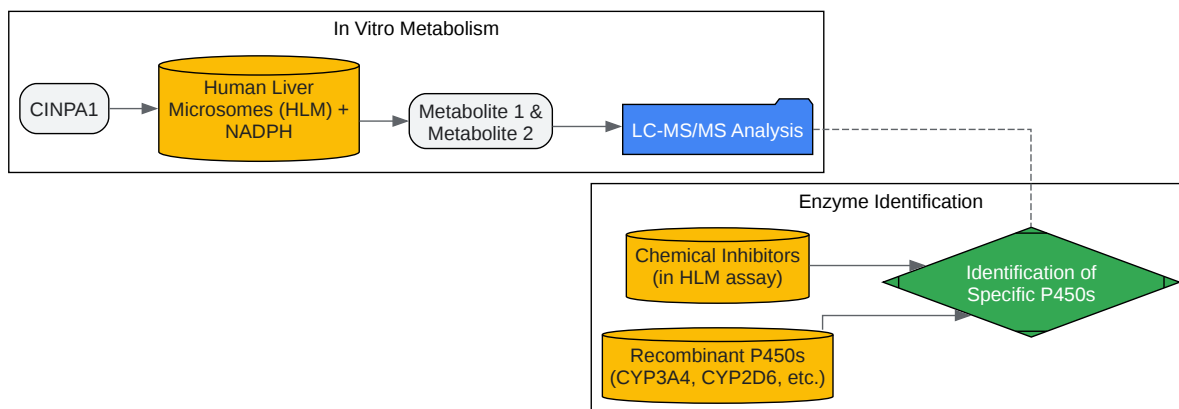 In Vitro Metabolism
CINPA1
Human Liver
Microsomes (HLM) +
NADPH
Metabolite 1 &
Metabolite 2
LC-MS/MS Analysis
Enzyme Identification
Chemical Inhibitors
(in HLM assay)
Identification of
Specific P450s
Recombinant P450s
(CYP3A4, CYP2D6, etc.)